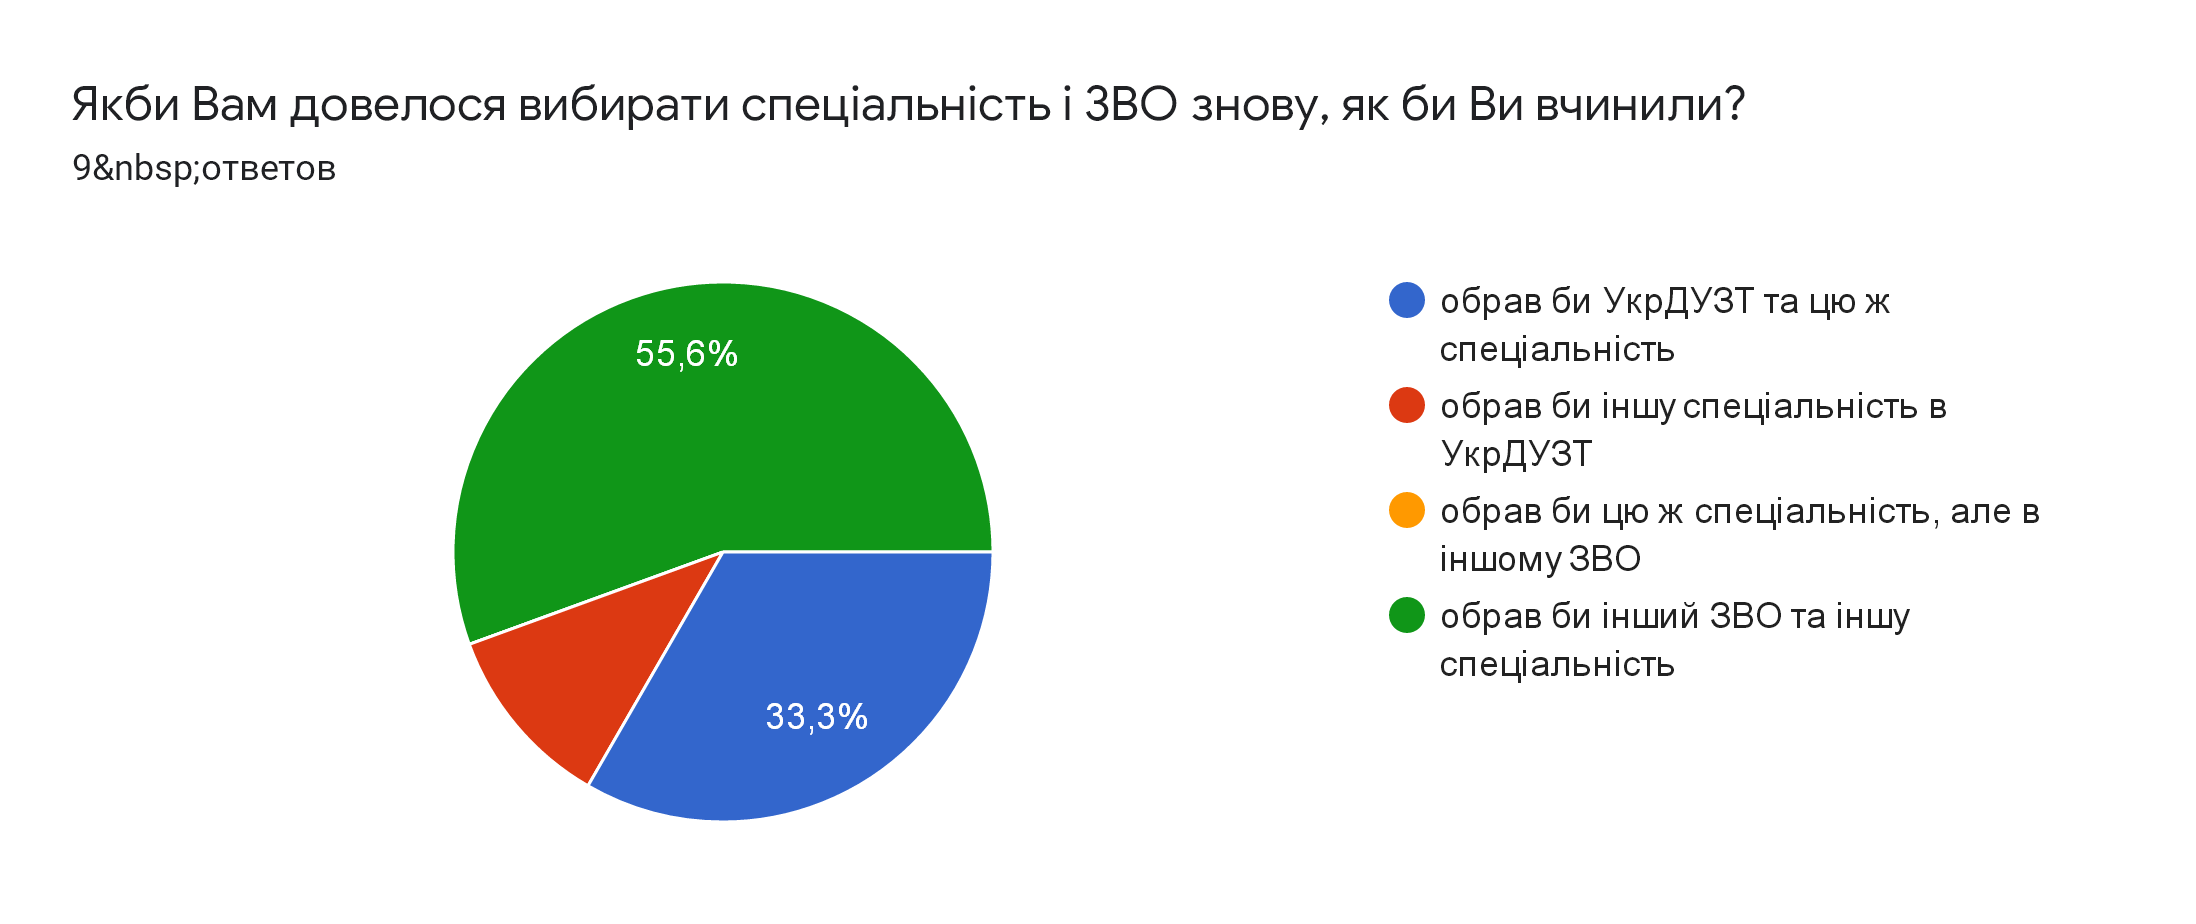 Якби Вам довелося вибирати спеціальність і ЗВО знову, як би Ви вчинили?
9&nbsp;ответов
55,6%
33,3%
обрав би УкрДУЗТ та цю ж
спеціальність
обрав би іншу спеціальність в
УкрДУЗТ
обрав би цю ж спеціальність, але в
іншому ЗВО
обрав би інший ЗВО та іншу
спеціальність